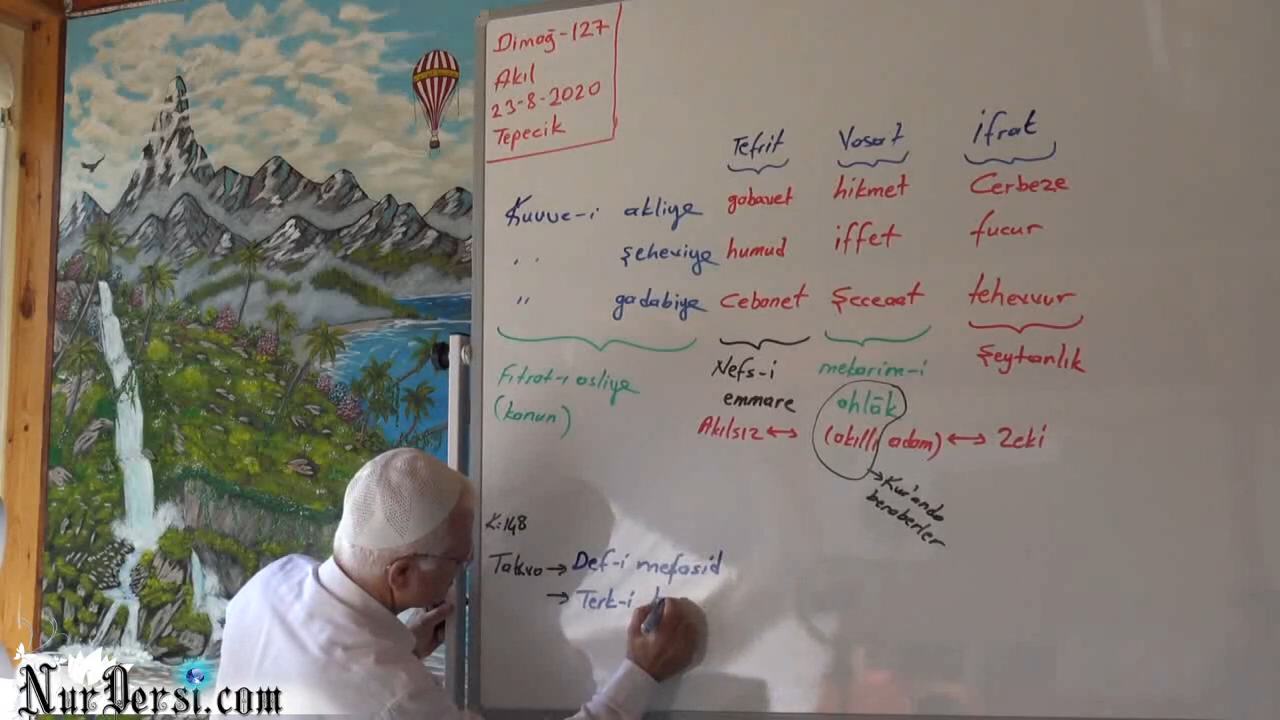 Dimağ-127
Akıl
23-8-2020
Tepecik
Tefrit Vasat ifrat
Kuvve-i akliye gabavet hikmet Cerbeze
,, şeheviye humud iffet fucur
,, gadabiye cebanet Şecaat tehevvur
Fıtrat-ı asliye Nefs-i mekarim-i Şeytanlık
(kanun) emmare ahlâk
Akılsız ↔ (akıllı adam) ↔ Zeki
→ Kur'anda
beraberler
K:148
Takva → Def-i mefasid
→ Terk-i
NurDersi.com